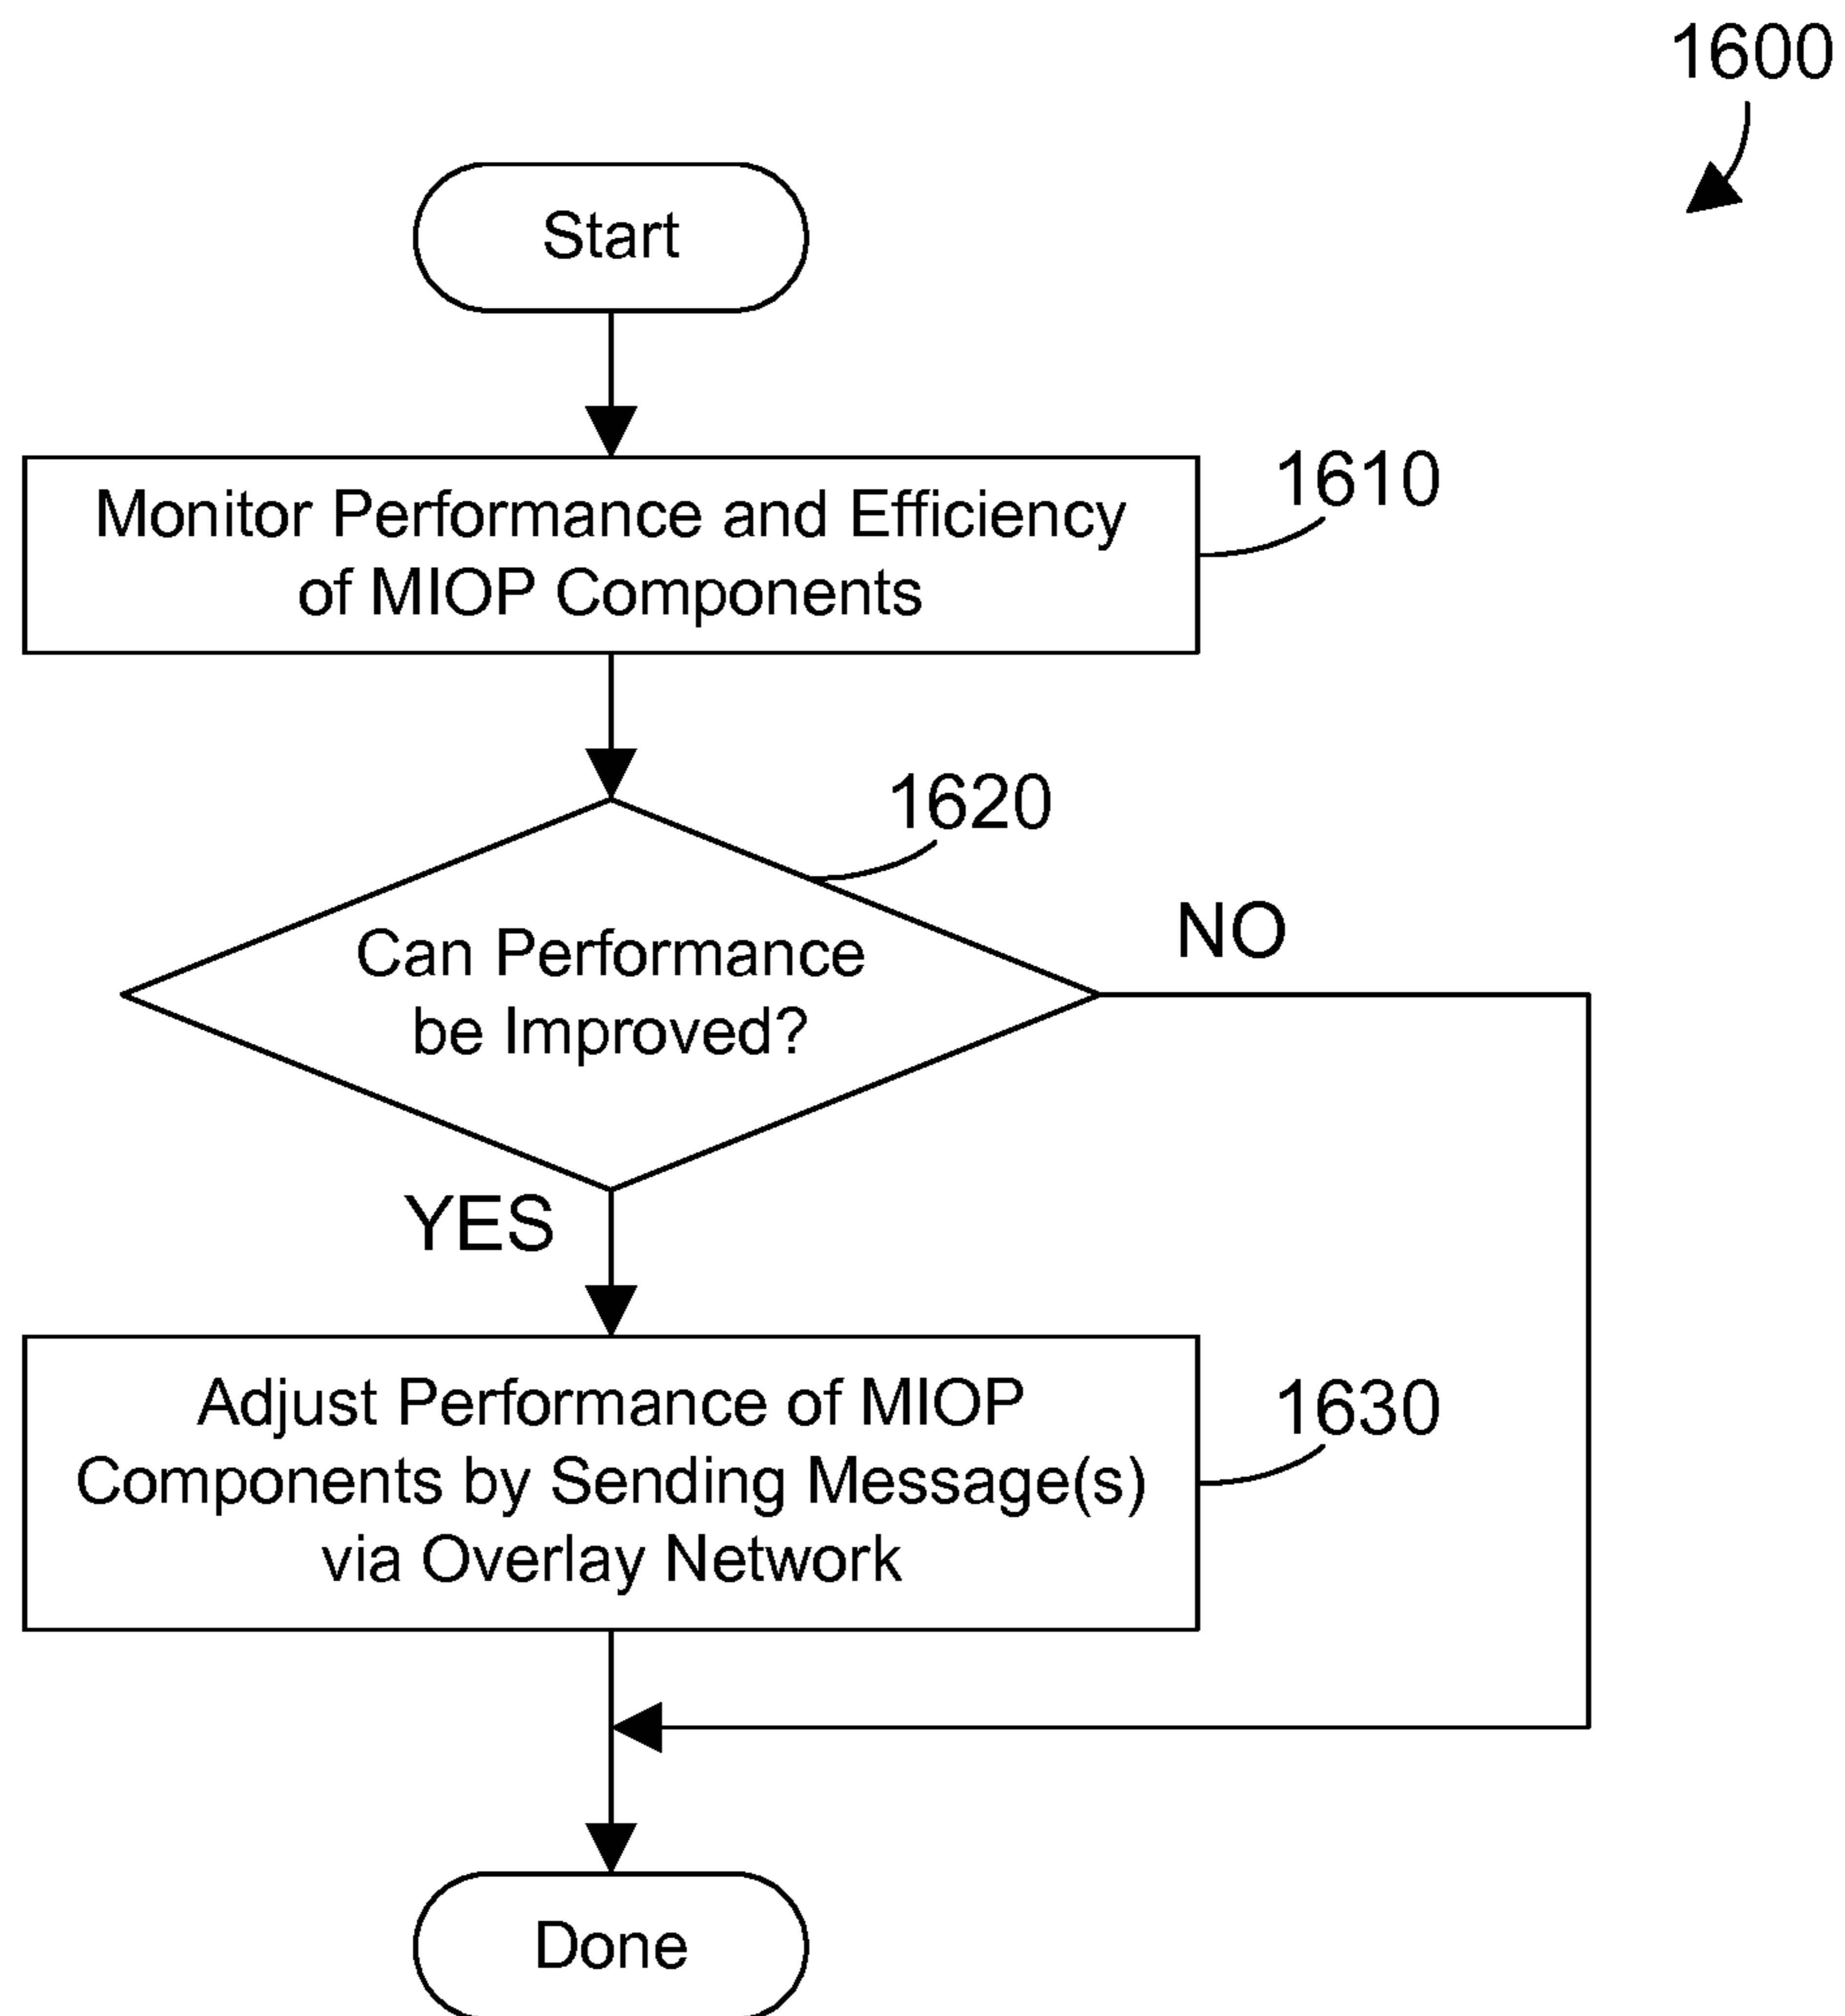 1600
Start
Monitor Performance and Efficiency
of MIOP Components
1610
1620
Can Performance
be Improved?
NO
YES
Adjust Performance of MIOP
Components by Sending Message(s)
via Overlay Network
1630
Done